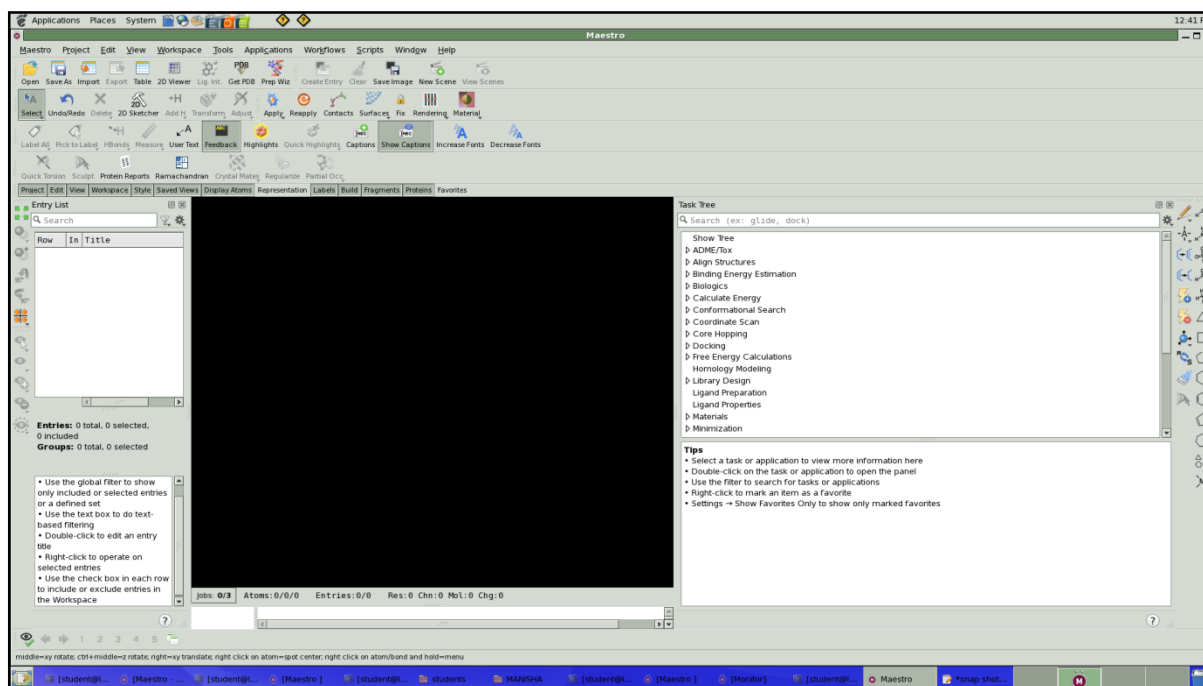 Applications Places System
12:41
Maestro
Maestro Project Edit View Workspace Tools Applications Workflows Scripts Window Help
Open Save As Import Export Table 2D Viewer Lig. Int. Get PDB Prep Wiz Create Entry Clear Save Image New Scene View Scenes
Select Undo/Redo Delete 2D Sketcher Add H Transform Adjust Apply Reapply Contacts Surfaces Fix Rendering Material
Label All Pick to Label HBonds Measure User Text Feedback Highlights Quick Highlights Captions Show Captions Increase Fonts Decrease Fonts
Quick Torsion Sculpt Protein Reports Ramachandran Crystal Mates Regularize Partial Occ.
Project Edit View Workspace Style Saved Views Display Atoms Representation Labels Build Fragments Proteins Favorites
Entry List
Search
Row In Title
Entries: 0 total, 0 selected,
0 included
Groups: 0 total, 0 selected
• Use the global filter to show
only included or selected entries
or a defined set
• Use the text box to do text-
based filtering
• Double-click to edit an entry
title
• Right-click to operate on
selected entries
• Use the check box in each row
to include or exclude entries in
the Workspace
Jobs: 0/3 Atoms:0/0/0 Entries:0/0 Res:0 Chn:0 Mol:0 Chg:0
Task Tree
Search (ex: glide, dock)
Show Tree
ADME/Tox
Align Structures
Binding Energy Estimation
Biologics
Calculate Energy
Conformational Search
Coordinate Scan
Core Hopping
Docking
Free Energy Calculations
Homology Modeling
Library Design
Ligand Preparation
Ligand Properties
Materials
Minimization
Tips
• Select a task or application to view more information here
• Double-click on the task or application to open the panel
• Use the filter to search for tasks or applications
• Right-click to mark an item as a favorite
• Settings → Show Favorites Only to show only marked favorites
1 2 3 4 5
middle=xy rotate; ctrl+middle=z rotate; right=xy translate; right click on atom=spot center; right click on atom/bond and hold=menu
[student@l... [Maestro - ... [student@l... [Maestro ] [student@l... students MANISHA [student@l... [Maestro ] [Monitor] [student@l... Maestro *snap shot...